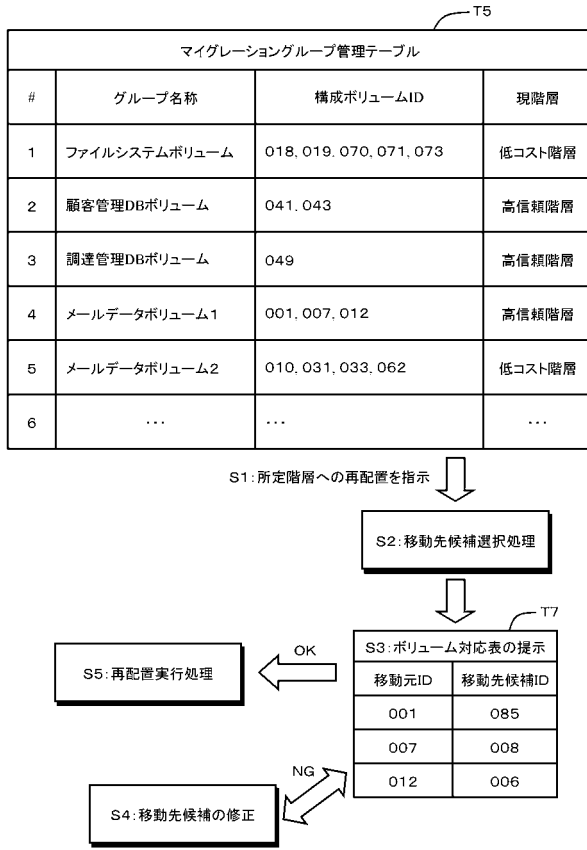 T5
マイグレーショングループ管理テーブル
# グループ名称 構成ボリュームID 現階層
1 ファイルシステムボリューム 018,019.070,071,073 低コスト階層
2 顧客管理DBボリューム 041.043 高信頼階層
3 調達管理DBボリューム 049 高信頼階層
4 メールデータボリューム1 001,007,012 高信頼階層
5 メールデータボリューム2 010,031,033,062 低コスト階層
6 ... ... ...
S1:所定階層への再配置を指示
S2:移動先候補選択処理
T7
S3:ボリューム対応表の提示
移動元ID 移動先候補ID
001 085
007 008
012 006
OK
S5:再配置実行処理
NG
S4:移動先候補の修正